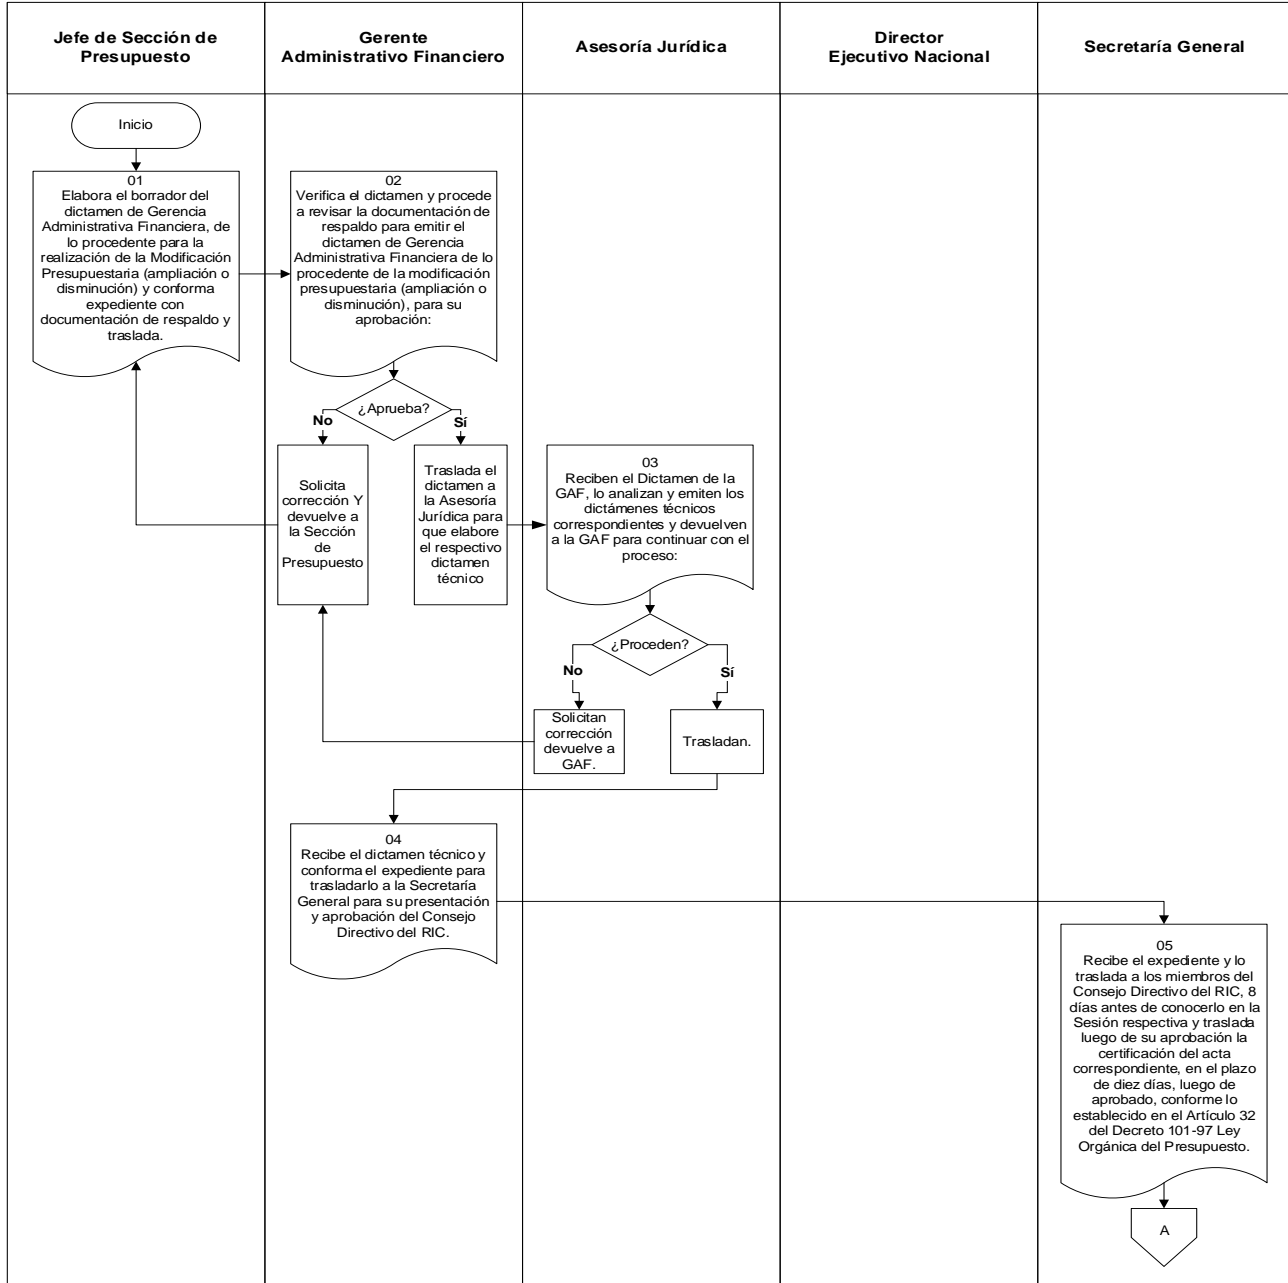 Jefe de Sección de
Presupuesto
Gerente
Administrativo Financiero
Asesoría Jurídica
Director
Ejecutivo Nacional
Secretaría General
Inicio
01
Elabora el borrador del
dictamen de Gerencia
Administrativa Financiera, de
lo procedente para la
realización de la Modificación
Presupuestaria (ampliación o
disminución) y conforma
expediente con
documentación de respaldo y
traslada.
02
Verifica el dictamen y procede
a revisar la documentación de
respaldo para emitir el
dictamen de Gerencia
Administrativa Financiera de lo
procedente de la modificación
presupuestaria (ampliación o
disminución), para su
aprobación:
¿Aprueba?
No
Sí
Solicita
corrección Y
devuelve a
la Sección
de
Presupuesto
Traslada el
dictamen a
la Asesoría
Jurídica para
que elabore
el respectivo
dictamen
técnico
03
Reciben el Dictamen de la
GAF, lo analizan y emiten los
dictámenes técnicos
correspondientes y devuelven
a la GAF para continuar con el
proceso:
¿Proceden?
No
Sí
Solicitan
corrección
devuelve a
GAF.
Trasladan.
04
Recibe el dictamen técnico y
conforma el expediente para
trasladarlo a la Secretaría
General para su presentación
y aprobación del Consejo
Directivo del RIC.
05
Recibe el expediente y lo
traslada a los miembros del
Consejo Directivo del RIC, 8
días antes de conocerlo en la
Sesión respectiva y traslada
luego de su aprobación la
certificación del acta
correspondiente, en el plazo
de diez días, luego de
aprobado, conforme lo
establecido en el Artículo 32
del Decreto 101-97 Ley
Orgánica del Presupuesto.
A